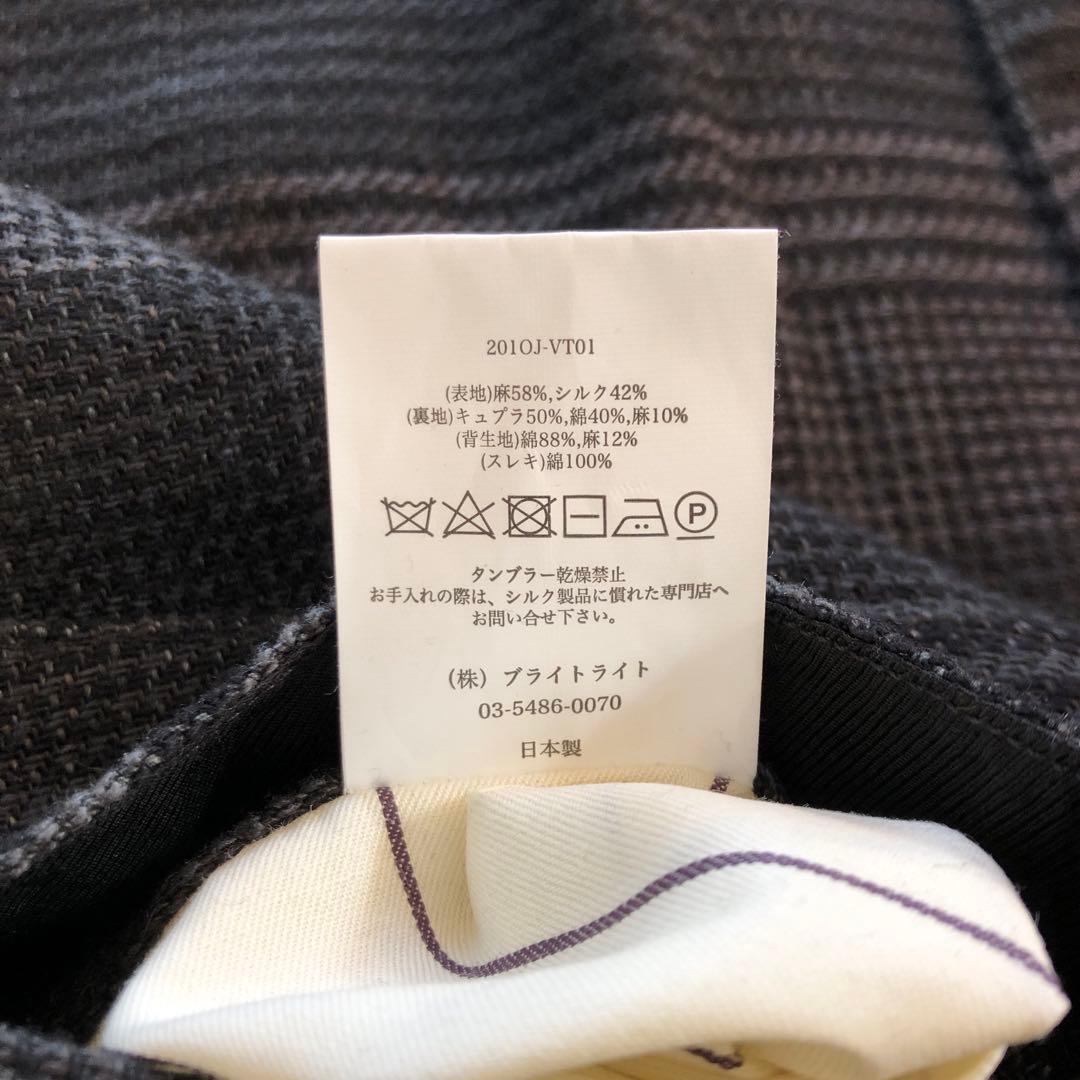 201OJ-VT01
(表地)麻58%,シルク42%
(裏地)キュプラ50%,綿40%,麻10%
(背生地)綿88%,麻12%
(スレキ)綿100%
P
タンブラー乾燥禁止
お手入れの際は、シルク製品に慣れた専門店へ
お問い合せ下さい。
(株)ブライトライト
03-5486-0070
日本製